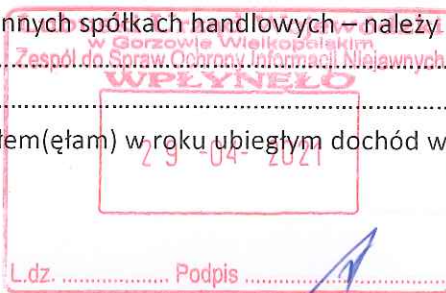 nnych spółkach handlowych – należy
w Gorzowie Wielkopolskim
Zespół do Spraw Ochrony Informacji Niejawnych
WPŁYNĘŁO
łem(ęłam) w roku ubiegłym dochód w
29 -04- 2021
L.dz. .................... Podpis ....................